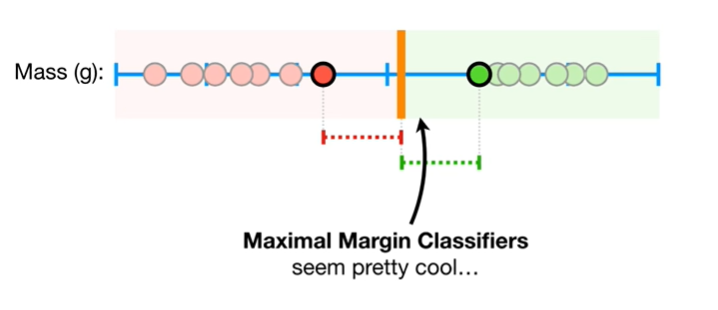 Mass (g):
Maximal Margin Classifiers
seem pretty cool…